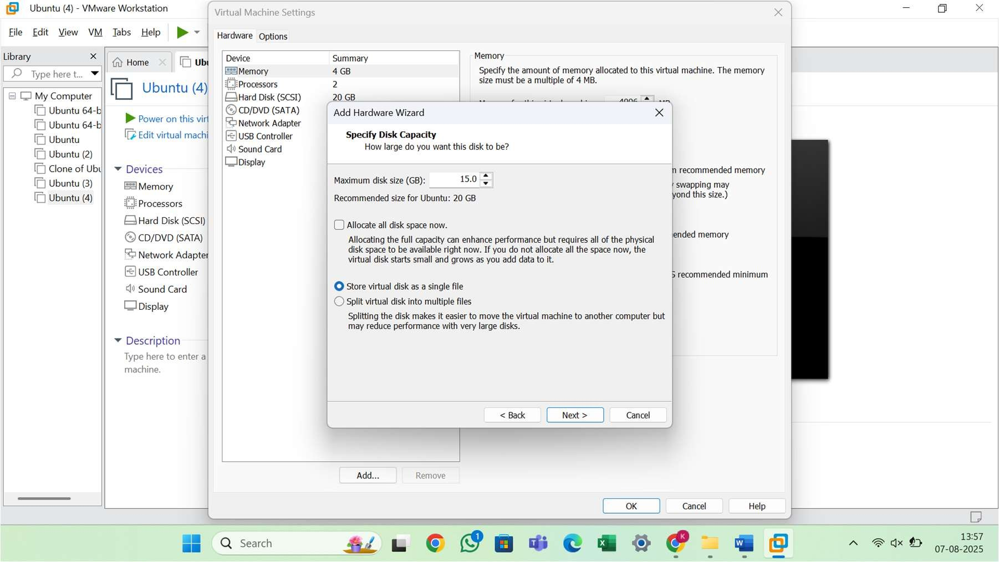 Ubuntu (4) - VMware Workstation
File Edit View VM Tabs Help
Library
Type here t...
My Computer
Ubuntu 64-b
Ubuntu 64-b
Ubuntu
Ubuntu (2)
Clone of Ubu
Ubuntu (3)
Ubuntu (4)
Home
Ubu
Ubuntu (4)
Power on this virt
Edit virtual machi
Devices
Memory
Processors
Hard Disk (SCSI)
CD/DVD (SATA)
Network Adapter
USB Controller
Sound Card
Display
Description
Type here to enter a
machine.
Virtual Machine Settings
Hardware Options
Device Summary
Memory 4 GB
Processors 2
Hard Disk (SCSI) 20 GB
CD/DVD (SATA)
Network Adapter
USB Controller
Sound Card
Display
Memory
Specify the amount of memory allocated to this virtual machine. The memory
size must be a multiple of 4 MB.
recommended memory
swapping may
yond this size.)
ended memory
recommended minimum
Add Hardware Wizard
Specify Disk Capacity
How large do you want this disk to be?
Maximum disk size (GB): 15.0
Recommended size for Ubuntu: 20 GB
Allocate all disk space now.
Allocating the full capacity can enhance performance but requires all of the physical
disk space to be available right now. If you do not allocate all the space now, the
virtual disk starts small and grows as you add data to it.
Store virtual disk as a single file
Split virtual disk into multiple files
Splitting the disk makes it easier to move the virtual machine to another computer but
may reduce performance with very large disks.
< Back Next > Cancel
Add... Remove
OK Cancel Help
Search
1
K
13:57
07-08-2025